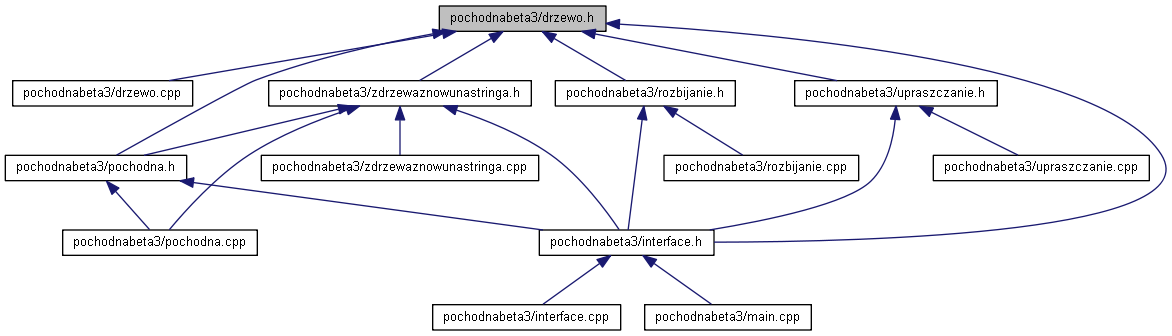 pochodnabeta3/drzewo.h
pochodnabeta3/drzewo.cpp
pochodnabeta3/zdrzewaznowunastringa.h
pochodnabeta3/rozbijanie.h
pochodnabeta3/upraszczanie.h
pochodnabeta3/pochodna.h
pochodnabeta3/zdrzewaznowunastringa.cpp
pochodnabeta3/rozbijanie.cpp
pochodnabeta3/upraszczanie.cpp
pochodnabeta3/pochodna.cpp
pochodnabeta3/interface.h
pochodnabeta3/interface.cpp
pochodnabeta3/main.cpp